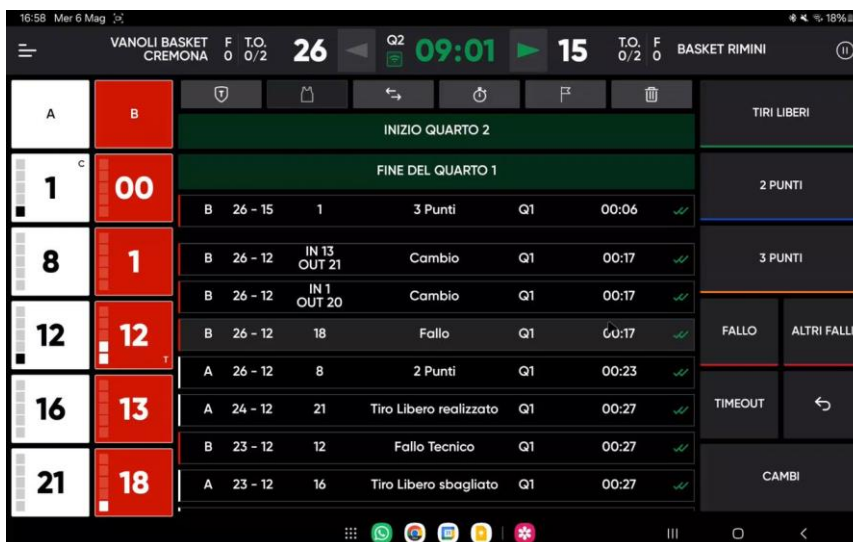 16:58 Mer 6 Mag
18%
VANOLI BASKET CREMONA
F 0
T.O. 0/2
26
Q2
09:01
15
T.O. 0/2
F 0
BASKET RIMINI
A
B
1 C
00
8
1
12
12 T
16
13
21
18
INIZIO QUARTO 2
FINE DEL QUARTO 1
B 26 - 15 1 3 Punti Q1 00:06
B 26 - 12 IN 13 OUT 21 Cambio Q1 00:17
B 26 - 12 IN 1 OUT 20 Cambio Q1 00:17
B 26 - 12 18 Fallo Q1 00:17
A 26 - 12 8 2 Punti Q1 00:23
A 24 - 12 21 Tiro Libero realizzato Q1 00:27
B 23 - 12 12 Fallo Tecnico Q1 00:27
A 23 - 12 16 Tiro Libero sbagliato Q1 00:27
TIRI LIBERI
2 PUNTI
3 PUNTI
FALLO
ALTRI FALLI
TIMEOUT
CAMBI